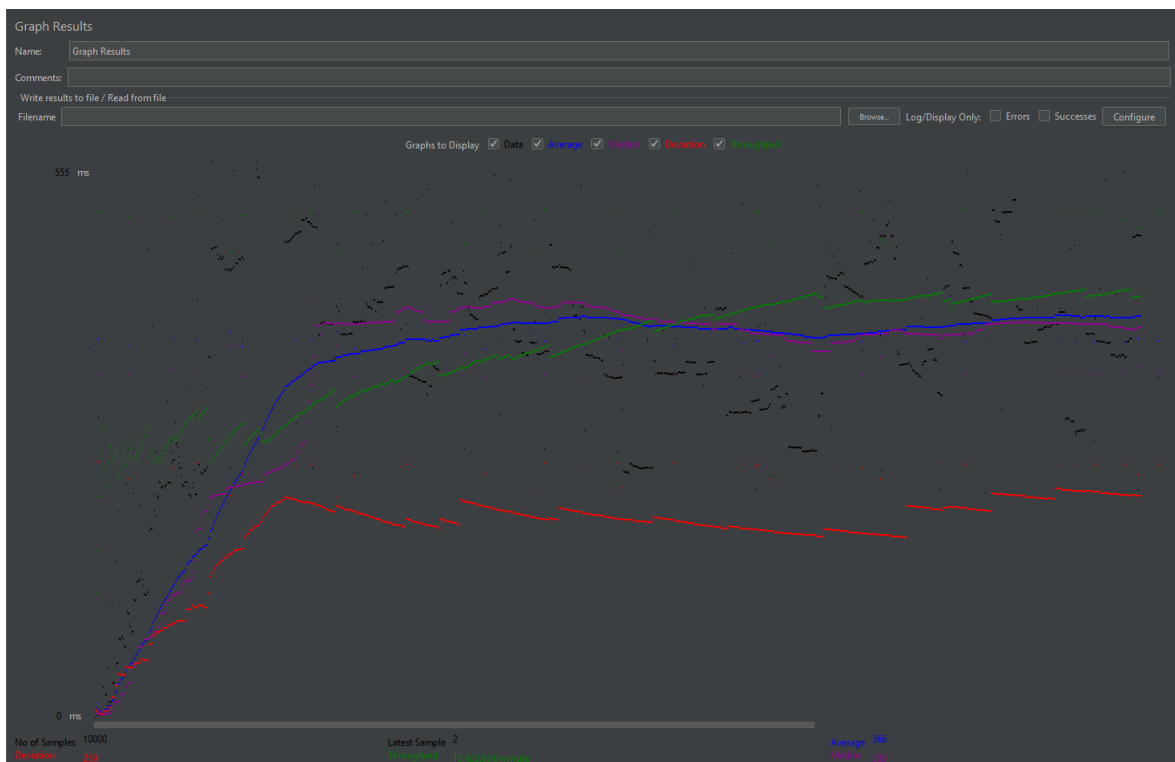 Graph Results
Name: Graph Results
Comments:
Write results to file / Read from file
Filename Browse... Log/Display Only: Errors Successes Configure
Graphs to Display Data Average Median Deviation Throughput
555 ms
0 ms
No of Samples 10000 Latest Sample 2 Average 366
Deviation Throughput